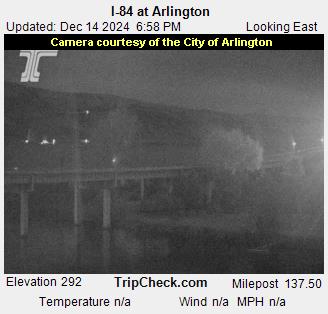 I-84 at Arlington
Updated: Dec 14 2024 6:58 PM Looking East
Camera courtesy of the City of Arlington
Elevation 292 TripCheck.com Milepost 137.50
Temperature n/a Wind n/a MPH n/a